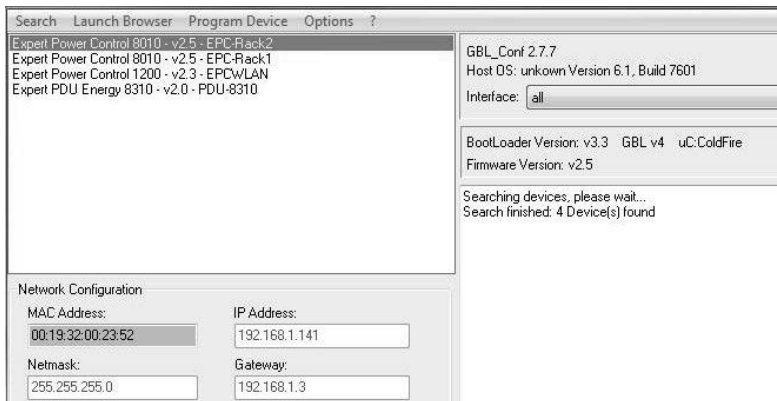 Search Launch Browser Program Device Options ?
Expert Power Control 8010 - v2.5 - EPC-Rack2
Expert Power Control 8010 - v2.5 - EPC-Rack1
Expert Power Control 1200 - v2.3 - EPCWLAN
Expert PDU Energy 8310 - v2.0 - PDU-8310
GBL_Conf 2.7.7
Host OS: unkown Version 6.1, Build 7601
Interface: all
BootLoader Version: v3.3 GBL v4 uC:ColdFire
Firmware Version: v2.5
Searching devices, please wait...
Search finished: 4 Device(s) found
Network Configuration
MAC Address: IP Address:
00:19:32:00:23:52 192.168.1.141
Netmask: Gateway:
255.255.255.0 192.168.1.3